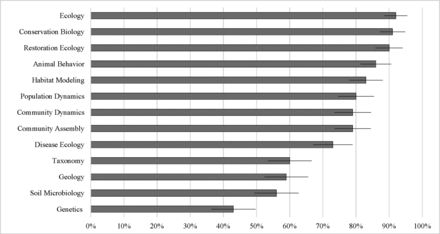 Ecology
Conservation Biology
Restoration Ecology
Animal Behavior
Habitat Modeling
Population Dynamics
Community Dynamics
Community Assembly
Disease Ecology
Taxonomy
Geology
Soil Microbiology
Genetics
0% 10% 20% 30% 40% 50% 60% 70% 80% 90% 100%